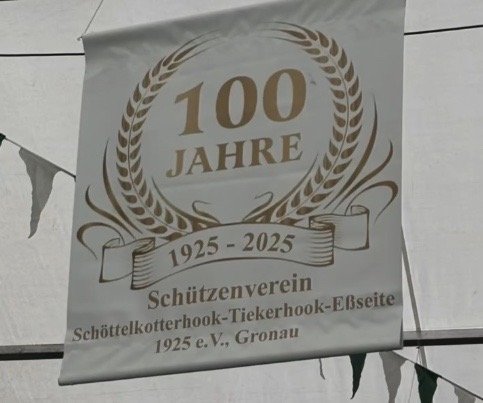 100
JAHRE
1925 - 2025
Schützenverein
Schöttelkotterhook-Tiekerhook-Eßseite
1925 e.V., Gronau